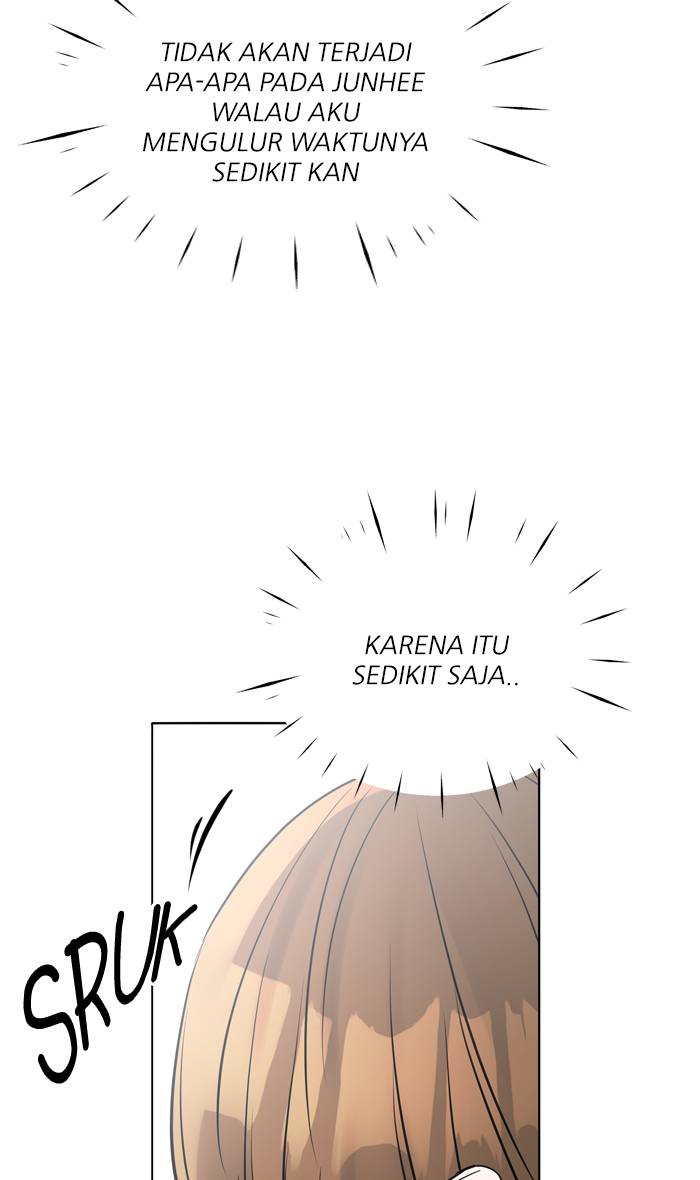 TIDAK AKAN TERJADI
APA-APA PADA JUNHEE
WALAU AKU
MENGULUR WAKTUNYA
SEDIKIT KAN
KARENA ITU
SEDIKIT SAJA..
SRUK